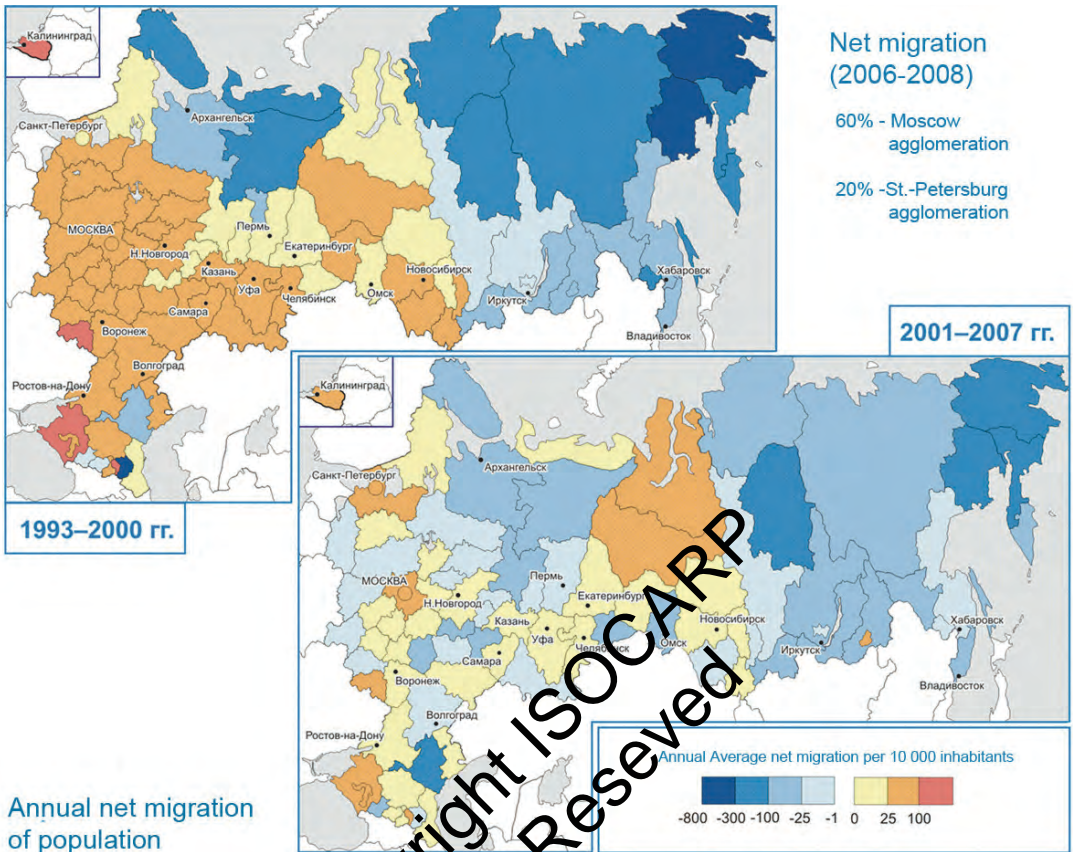 Калининград
Санкт-Петербург
Архангельск
МОСКВА
Н.Новгород
Пермь
Екатеринбург
Казань
Уфа
Челябинск
Самара
Омск
Новосибирск
Воронеж
Волгоград
Ростов-на-Дону
Иркутск
Хабаровск
Владивосток
1993–2000 гг.
Net migration
(2006-2008)
60% - Moscow
agglomeration
20% -St.-Petersburg
agglomeration
2001–2007 гг.
Калининград
Санкт-Петербург
Архангельск
МОСКВА
Н.Новгород
Пермь
Екатеринбург
Казань
Уфа
Челябинск
Самара
Омск
Новосибирск
Воронеж
Волгоград
Ростов-на-Дону
Иркутск
Хабаровск
Владивосток
Annual Average net migration per 10 000 inhabitants
-800 -300 -100 -25 -1 0 25 100
Annual net migration
of population
right ISOCARP
Reseved